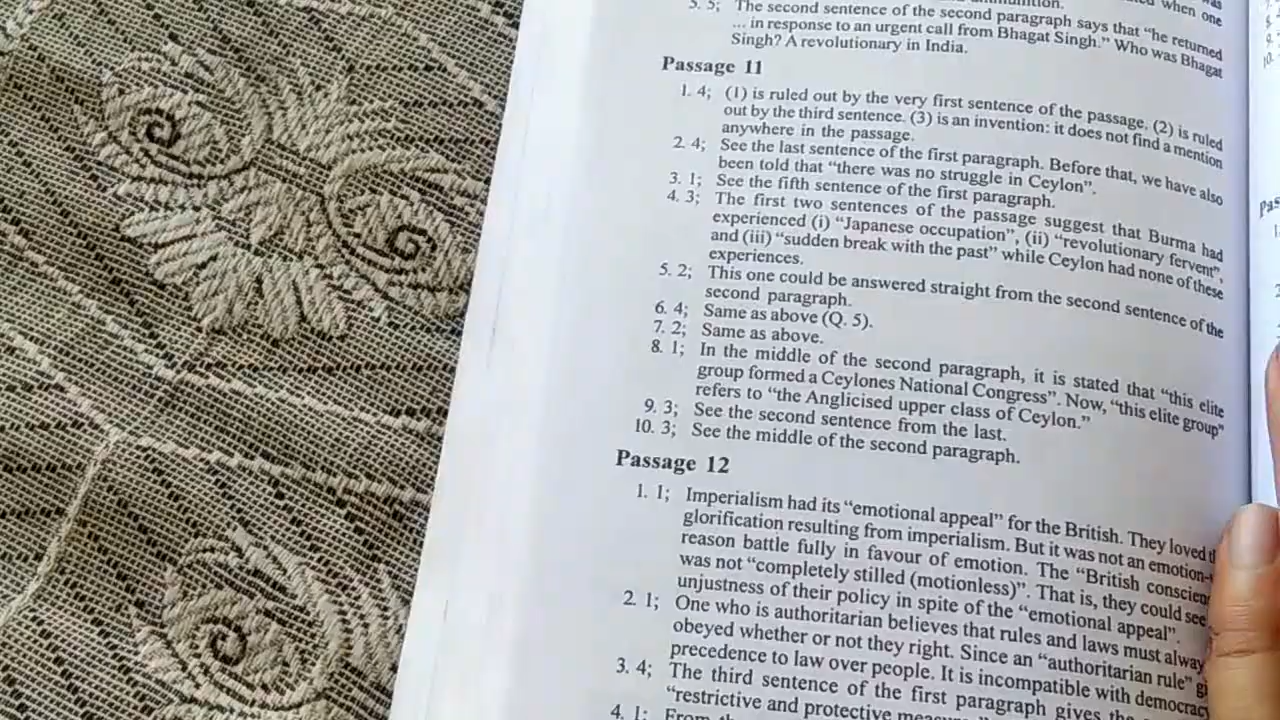 when one
5. 5; The second sentence of the second paragraph says that "he returned
... in response to an urgent call from Bhagat Singh." Who was Bhagat
Singh? A revolutionary in India.
Passage 11
1. 4; (1) is ruled out by the very first sentence of the passage, (2) is ruled
out by the third sentence. (3) is an invention: it does not find a mention
anywhere in the passage.
2. 4; See the last sentence of the first paragraph. Before that, we have also
been told that "there was no struggle in Ceylon".
3. 1; See the fifth sentence of the first paragraph.
4. 3; The first two sentences of the passage suggest that Burma had
experienced (i) "Japanese occupation", (ii) "revolutionary fervent",
and (iii) "sudden break with the past" while Ceylon had none of these
experiences.
5. 2; This one could be answered straight from the second sentence of the
second paragraph.
6. 4; Same as above (Q. 5).
7. 2; Same as above.
8. 1; In the middle of the second paragraph, it is stated that "this elite
group formed a Ceylones National Congress". Now, "this elite group"
refers to "the Anglicised upper class of Ceylon."
9. 3; See the second sentence from the last.
10. 3; See the middle of the second paragraph.
Passage 12
1. 1; Imperialism had its "emotional appeal" for the British. They loved
glorification resulting from imperialism. But it was not an emotion-
reason battle fully in favour of emotion. The "British
was not "completely stilled (motionless)". That is, they could see
unjustness of their policy in spite of the "emotional appeal".
2. 1; One who is authoritarian believes that rules and laws must
obeyed whether or not they right. Since an "authoritarian rule"
precedence to law over people. It is incompatible with
3. 4; The third sentence of the first paragraph gives the
"restrictive and protective
4. 1; From